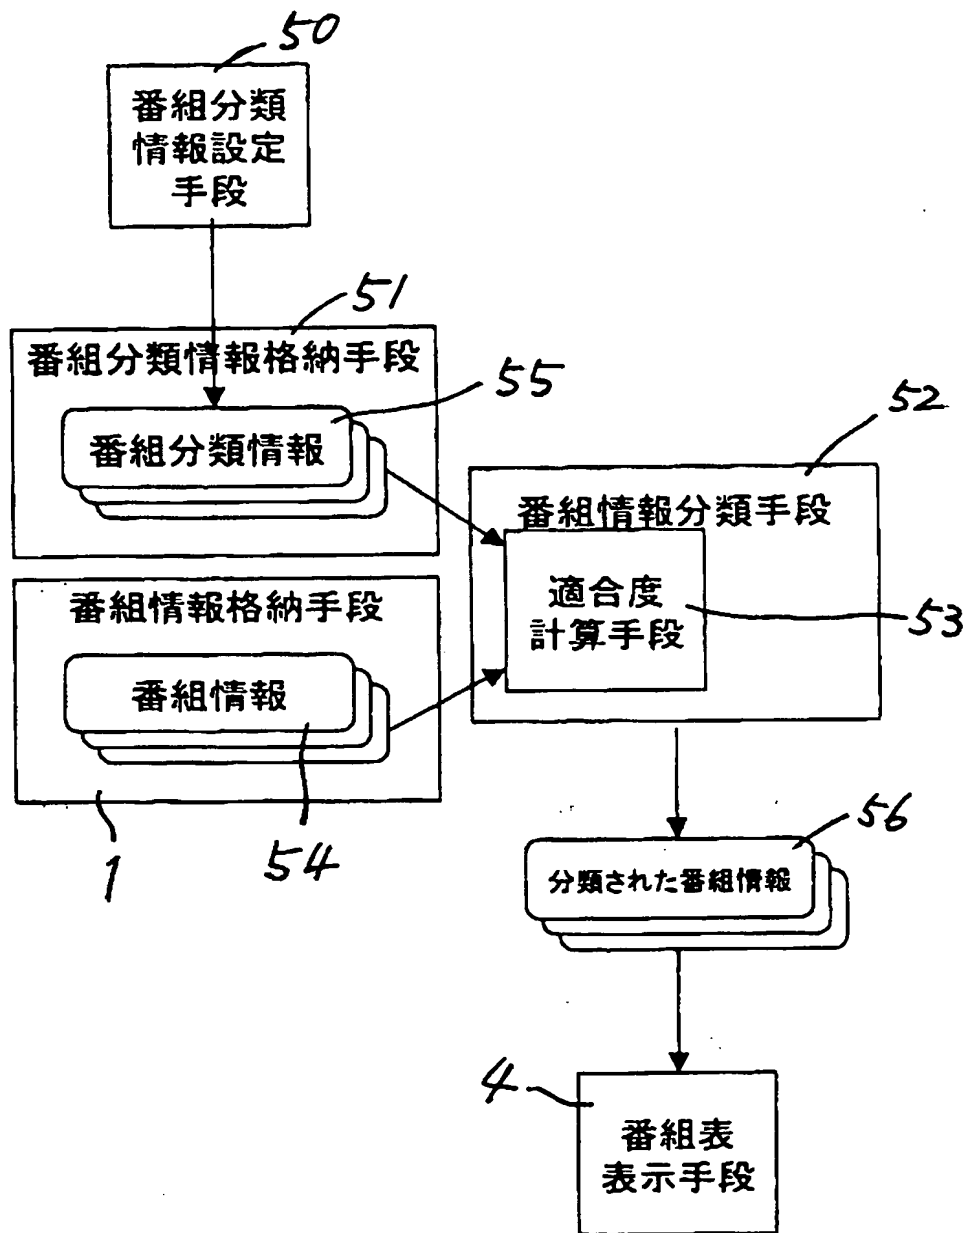 50
番組分類
情報設定
手段
51
番組分類情報格納手段
55
番組分類情報
52
番組情報分類手段
適合度
計算手段
53
番組情報格納手段
番組情報
1
54
56
分類された番組情報
4
番組表
表示手段